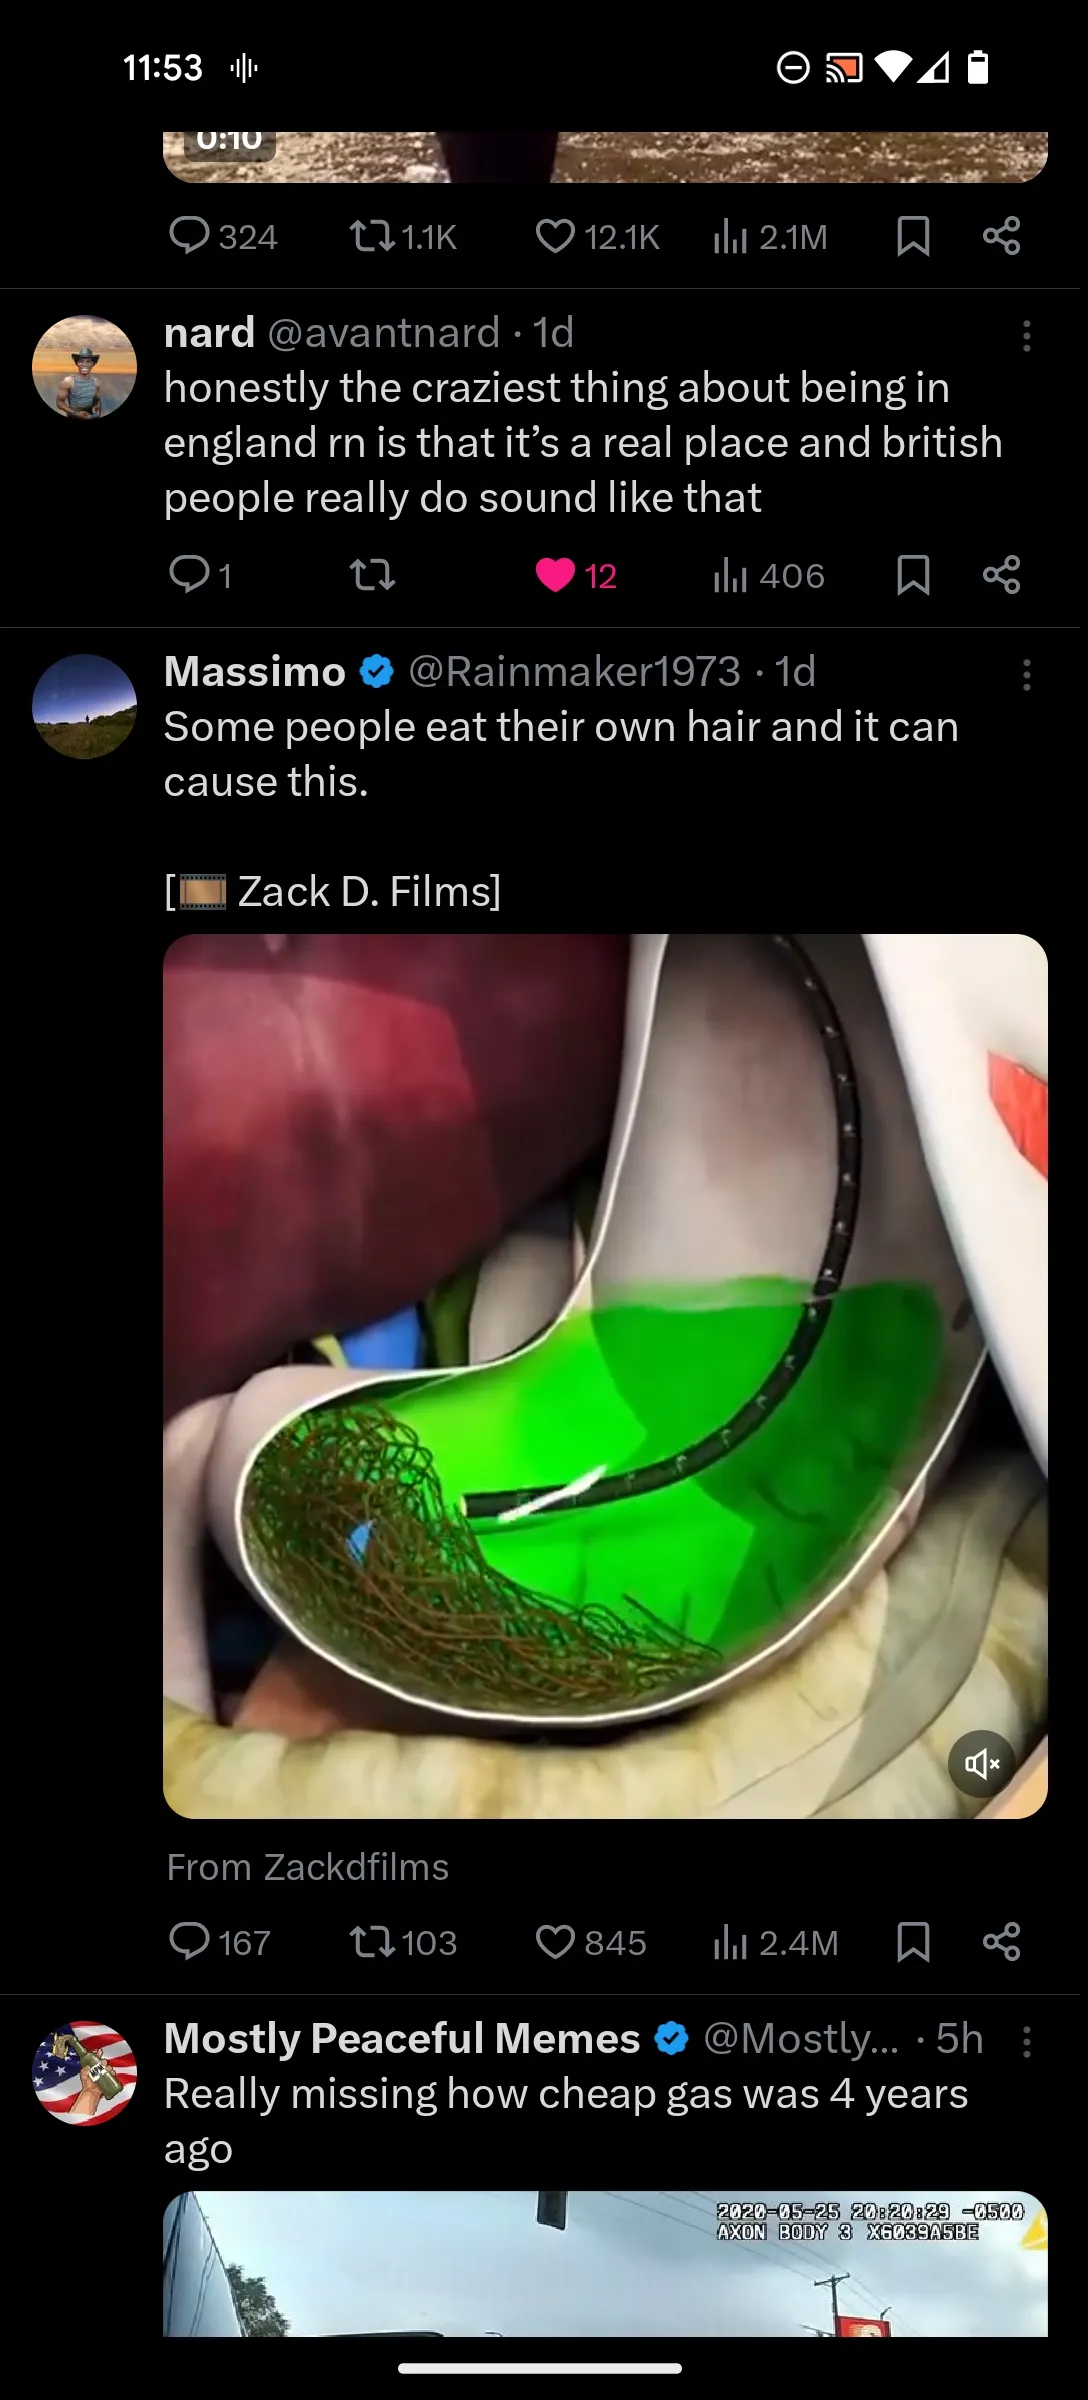 11:53
0:10
324 1.1K 12.1K 2.1M
nard @avantnard · 1d
honestly the craziest thing about being in
england rn is that it’s a real place and british
people really do sound like that
1 12 406
Massimo @Rainmaker1973 · 1d
Some people eat their own hair and it can
cause this.
[🎞️ Zack D. Films]
From Zackdfilms
167 103 845 2.4M
Mostly Peaceful Memes @Mostly... · 5h
Really missing how cheap gas was 4 years
ago
2020-05-25 20:20:29 -0500
AXON BODY 3 X6039A5BE